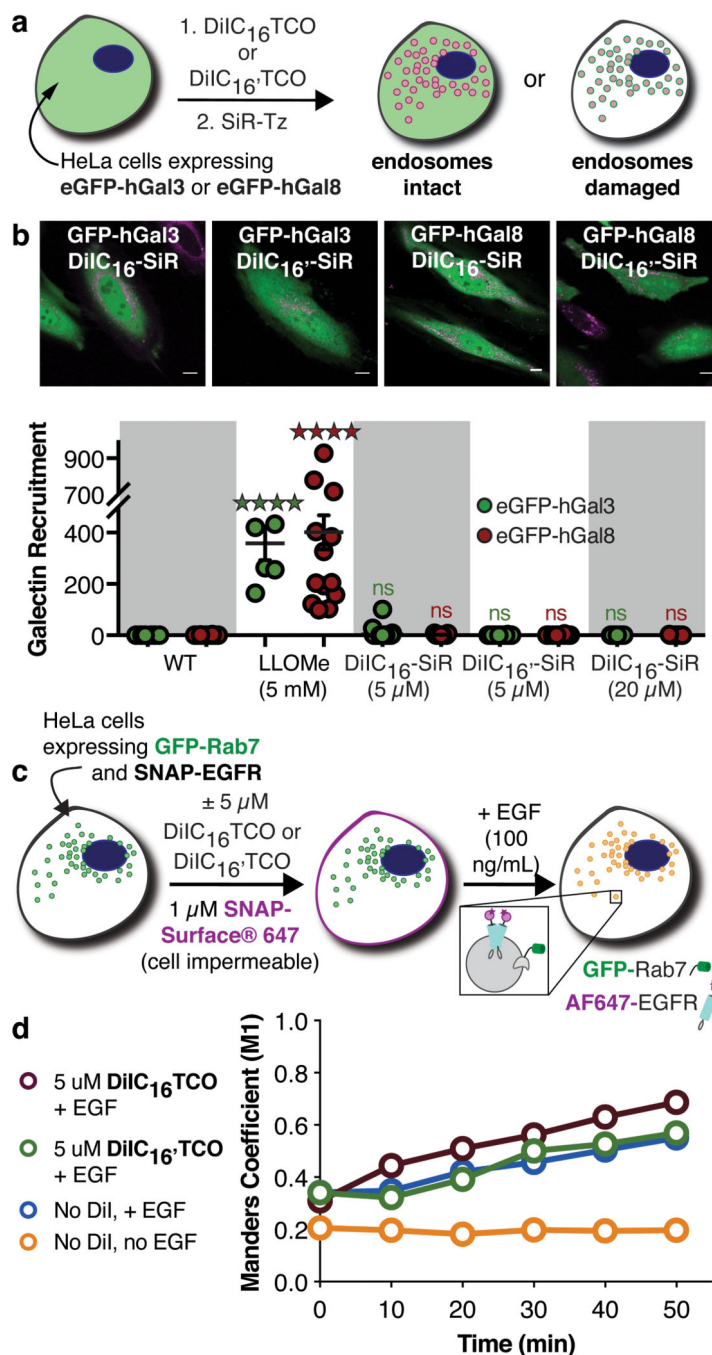 a
1. DiIC16TCO
or
DiIC16'TCO
2. SiR-Tz
or
HeLa cells expressing
eGFP-hGal3 or eGFP-hGal8
endosomes
intact
endosomes
damaged
b
GFP-hGal3
DiIC16-SiR
GFP-hGal3
DiIC16'-SiR
GFP-hGal8
DiIC16-SiR
GFP-hGal8
DiIC16'-SiR
Galectin Recruitment
900
700
400
200
0
ns
ns
ns
ns
ns
ns
eGFP-hGal3
eGFP-hGal8
WT
LLOMe
(5 mM)
DiIC16-SiR
(5 µM)
DiIC16'-SiR
(5 µM)
DiIC16-SiR
(20 µM)
c
HeLa cells
expressing GFP-Rab7
and SNAP-EGFR
± 5 µM
DiIC16TCO or
DiIC16'TCO
1 µM SNAP-
Surface® 647
(cell impermeable)
+ EGF
(100
ng/mL)
GFP-Rab7
AF647-EGFR
d
5 uM DiIC16TCO
+ EGF
5 uM DiIC16'TCO
+ EGF
No DiI, + EGF
No DiI, no EGF
Manders Coefficient (M1)
1.0
0.8
0.6
0.4
0.2
0.0
0 10 20 30 40 50
Time (min)